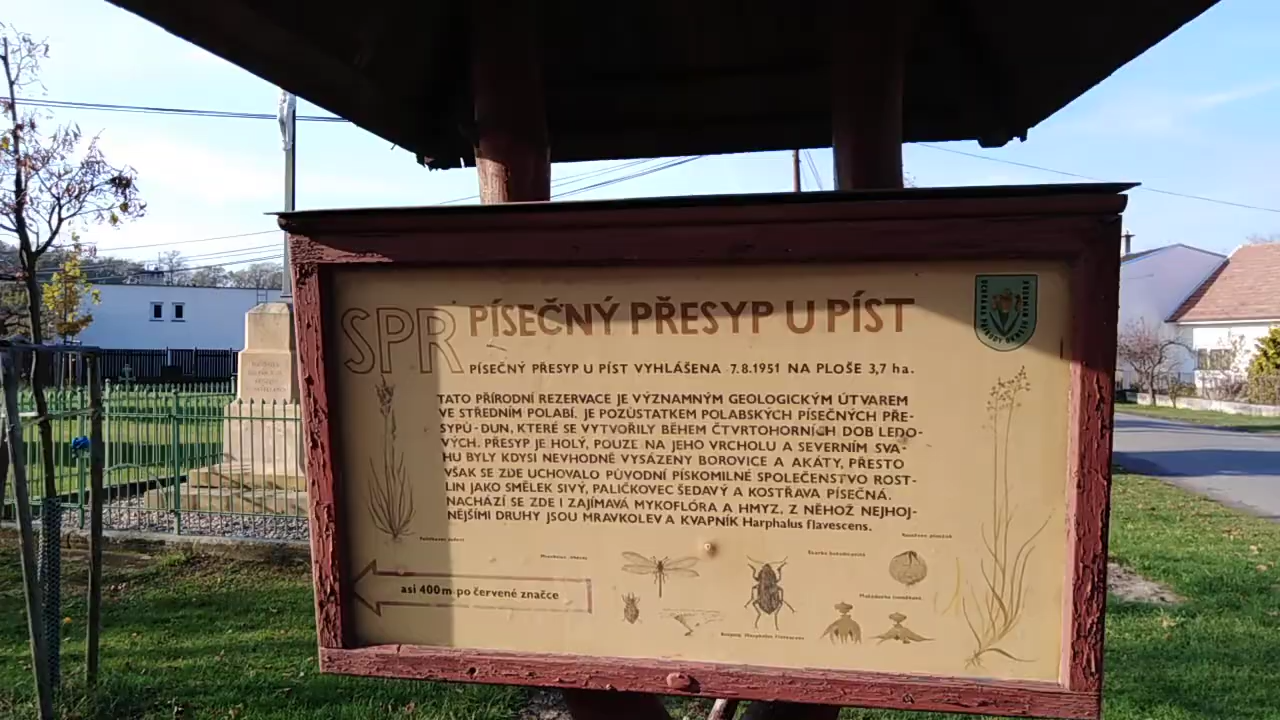 SPR PÍSEČNÝ PŘESYP U PÍST
PÍSEČNÝ PŘESYP U PÍST VYHLÁŠENA 7.8.1951 NA PLOŠE 3,7 ha.
TATO PŘÍRODNÍ REZERVACE JE VÝZNAMNÝM GEOLOGICKÝM ÚTVAREM
VE STŘEDNÍM POLABÍ. JE POZŮSTATKEM POLABSKÝCH PÍSEČNÝCH PŘE-
SYPŮ-DUN, KTERÉ SE VYTVOŘILY BĚHEM ČTVRTOHORNÍCH DOB LEDO-
VÝCH. PŘESYP JE HOLÝ, POUZE NA JEHO VRCHOLU A SEVERNÍM SVA-
HU BYLY KDYSI NEVHODNĚ VYSÁZENY BOROVICE A AKÁTY, PŘESTO
VŠAK SE ZDE UCHOVALO PŮVODNÍ PÍSKOMILNÉ SPOLEČENSTVO ROST-
LIN JAKO SMĚLEK SIVÝ, PALIČKOVEC ŠEDAVÝ A KOSTŘAVA PÍSEČNÁ.
NACHÁZÍ SE ZDE I ZAJÍMAVÁ MYKOFLÓRA A HMYZ, Z NĚHOŽ NEJHOJ-
NĚJŠÍMI DRUHY JSOU MRAVKOLEV A KVAPNÍK Harphalus flavescens.
asi 400 m po červené značce